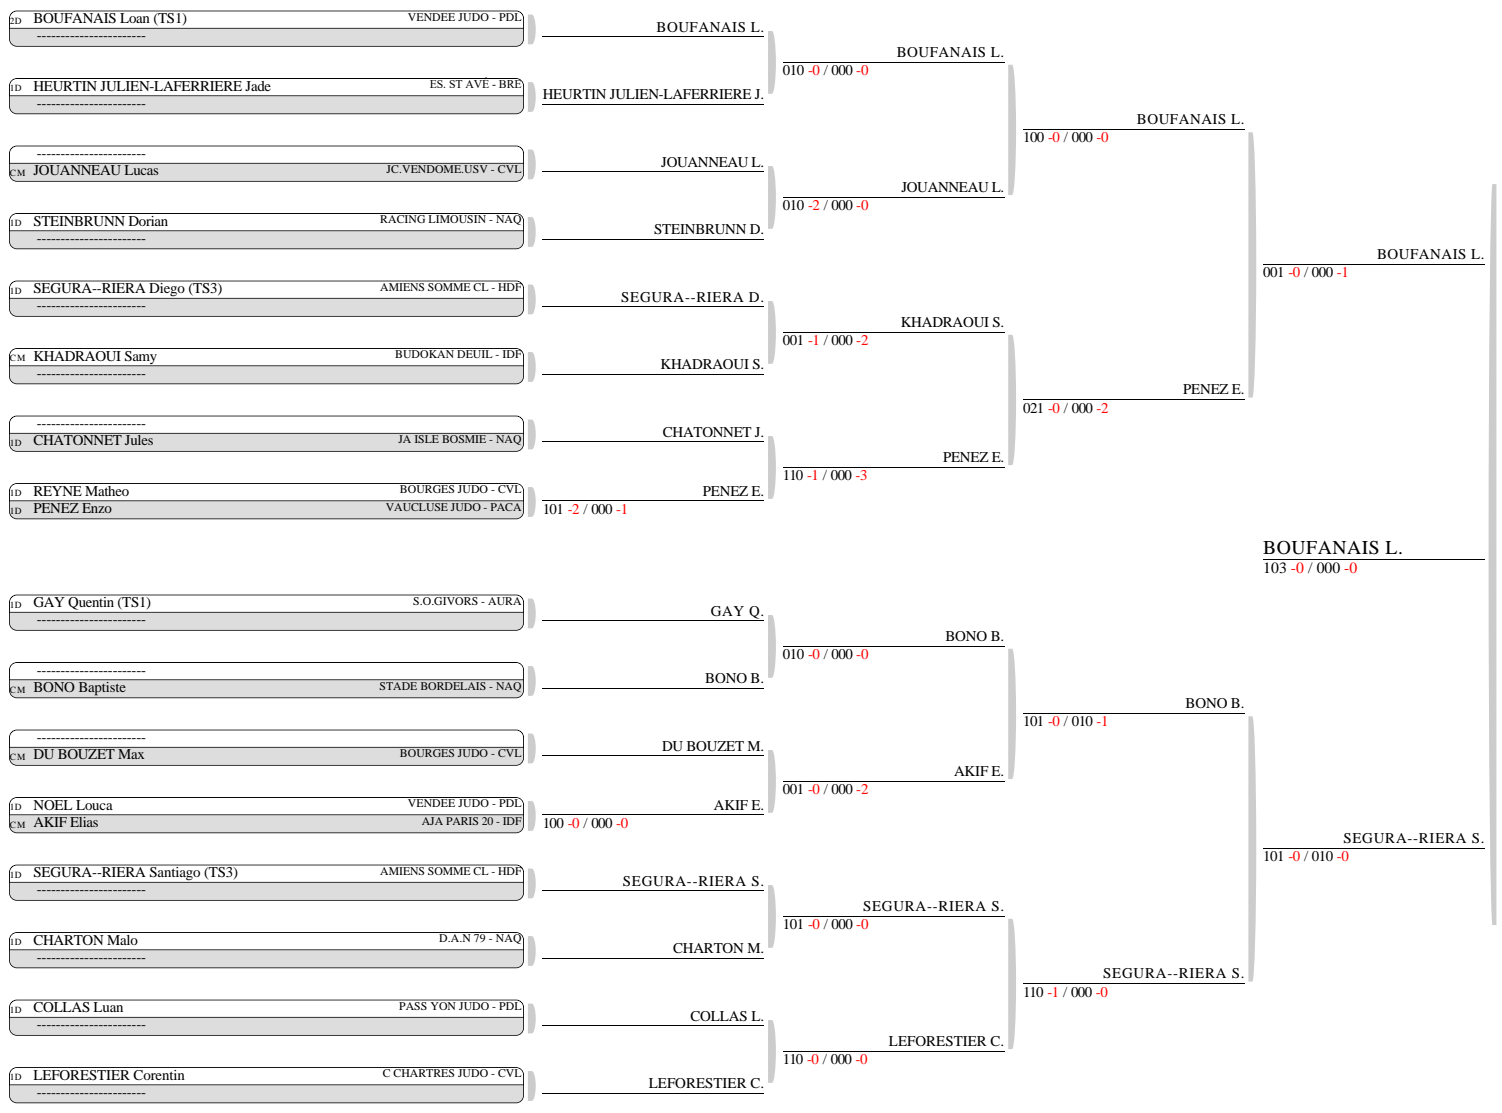 2D BOUFANAIS Loan (TS1) VENDEE JUDO - PDL
-----------------------
1D HEURTIN JULIEN-LAFERRIERE Jade ES. ST AVÉ - BRE
-----------------------
-----------------------
CM JOUANNEAU Lucas JC.VENDOME.USV - CVL
1D STEINBRUNN Dorian RACING LIMOUSIN - NAQ
-----------------------
1D SEGURA--RIERA Diego (TS3) AMIENS SOMME CL - HDF
-----------------------
CM KHADRAOUI Samy BUDOKAN DEUIL - IDF
-----------------------
-----------------------
1D CHATONNET Jules JA ISLE BOSMIE - NAQ
1D REYNE Matheo BOURGES JUDO - CVL
1D PENEZ Enzo VAUCLUSE JUDO - PACA
1D GAY Quentin (TS1) S.O.GIVORS - AURA
-----------------------
-----------------------
CM BONO Baptiste STADE BORDELAIS - NAQ
-----------------------
CM DU BOUZET Max BOURGES JUDO - CVL
1D NOEL Louca VENDEE JUDO - PDL
CM AKIF Elias AJA PARIS 20 - IDF
1D SEGURA--RIERA Santiago (TS3) AMIENS SOMME CL - HDF
-----------------------
1D CHARTON Malo D.A.N 79 - NAQ
-----------------------
1D COLLAS Luan PASS YON JUDO - PDL
-----------------------
1D LEFORESTIER Corentin C CHARTRES JUDO - CVL
-----------------------
BOUFANAIS L.
HEURTIN JULIEN-LAFERRIERE J.
JOUANNEAU L.
STEINBRUNN D.
SEGURA--RIERA D.
KHADRAOUI S.
CHATONNET J.
PENEZ E.
101 -2 / 000 -1
GAY Q.
BONO B.
DU BOUZET M.
AKIF E.
100 -0 / 000 -0
SEGURA--RIERA S.
CHARTON M.
COLLAS L.
LEFORESTIER C.
BOUFANAIS L.
010 -0 / 000 -0
JOUANNEAU L.
010 -2 / 000 -0
KHADRAOUI S.
001 -1 / 000 -2
PENEZ E.
110 -1 / 000 -3
BONO B.
010 -0 / 000 -0
AKIF E.
001 -0 / 000 -2
SEGURA--RIERA S.
101 -0 / 000 -0
LEFORESTIER C.
110 -0 / 000 -0
BOUFANAIS L.
100 -0 / 000 -0
PENEZ E.
021 -0 / 000 -2
BONO B.
101 -0 / 010 -1
SEGURA--RIERA S.
110 -1 / 000 -0
BOUFANAIS L.
001 -0 / 000 -1
SEGURA--RIERA S.
101 -0 / 010 -0
BOUFANAIS L.
103 -0 / 000 -0